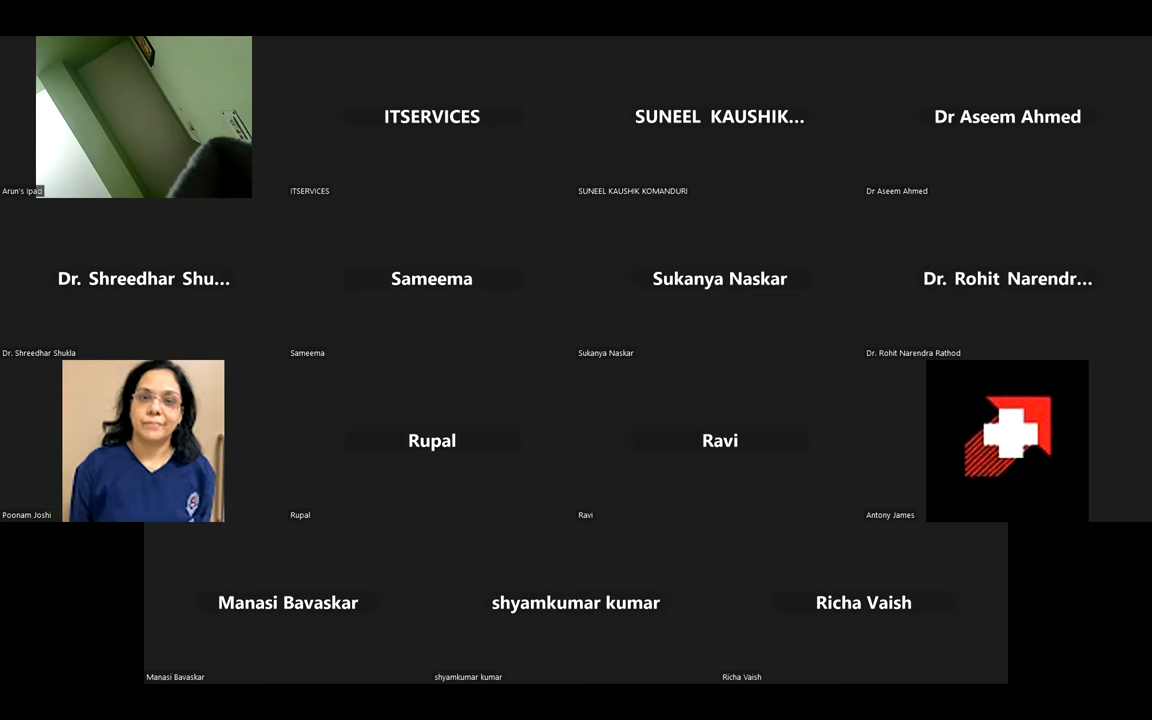 ITSERVICES
SUNEEL KAUSHIK...
Dr Aseem Ahmed
Arun's Ipad
ITSERVICES
SUNEEL KAUSHIK KOMANDURI
Dr Aseem Ahmed
Dr. Shreedhar Shu...
Sameema
Sukanya Naskar
Dr. Rohit Narendr...
Dr. Shreedhar Shukla
Sameema
Sukanya Naskar
Dr. Rohit Narendra Rathod
Rupal
Ravi
Poonam Joshi
Rupal
Ravi
Antony James
Manasi Bavaskar
shyamkumar kumar
Richa Vaish
Manasi Bavaskar
shyamkumar kumar
Richa Vaish